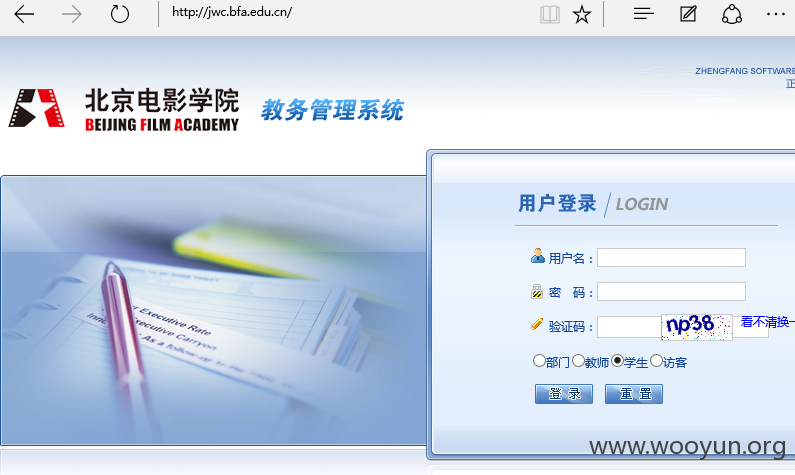 http://jwc.bfa.edu.cn/
ZHENGFANG SOFTWARE
正
北京电影学院
BEIJING FILM ACADEMY
教务管理系统
用户登录 / LOGIN
用户名：
密 码：
验证码： np38 看不清换一
部门 教师 学生 访客
登 录 重 置
Executive Rate
Executive Carryon
As a follow-up to the
www.wooyun.org